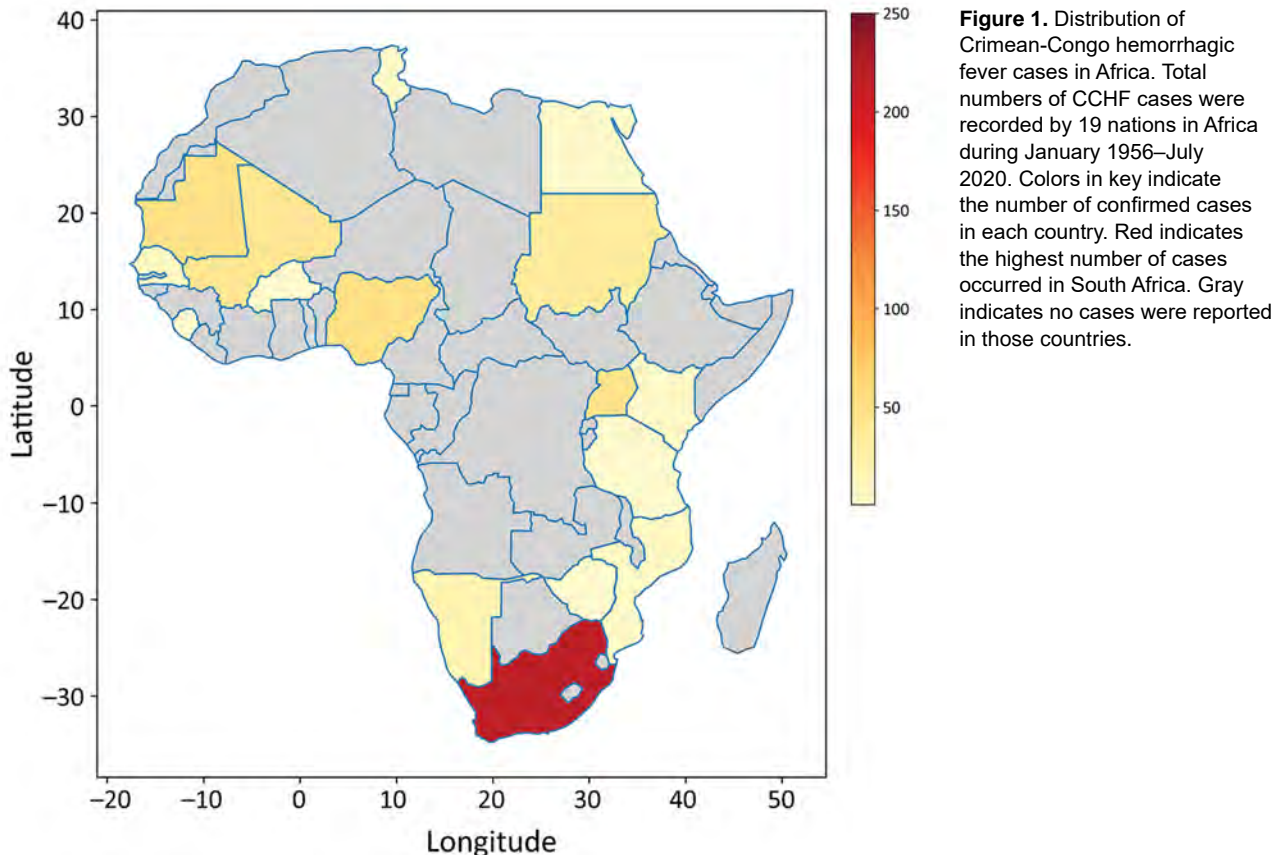 40
30
20
10
0
−10
−20
−30
Latitude
−20
−10
0
10
20
30
40
50
Longitude
250
200
150
100
50
Figure 1. Distribution of
Crimean-Congo hemorrhagic
fever cases in Africa. Total
numbers of CCHF cases were
recorded by 19 nations in Africa
during January 1956–July
2020. Colors in key indicate
the number of confirmed cases
in each country. Red indicates
the highest number of cases
occurred in South Africa. Gray
indicates no cases were reported
in those countries.